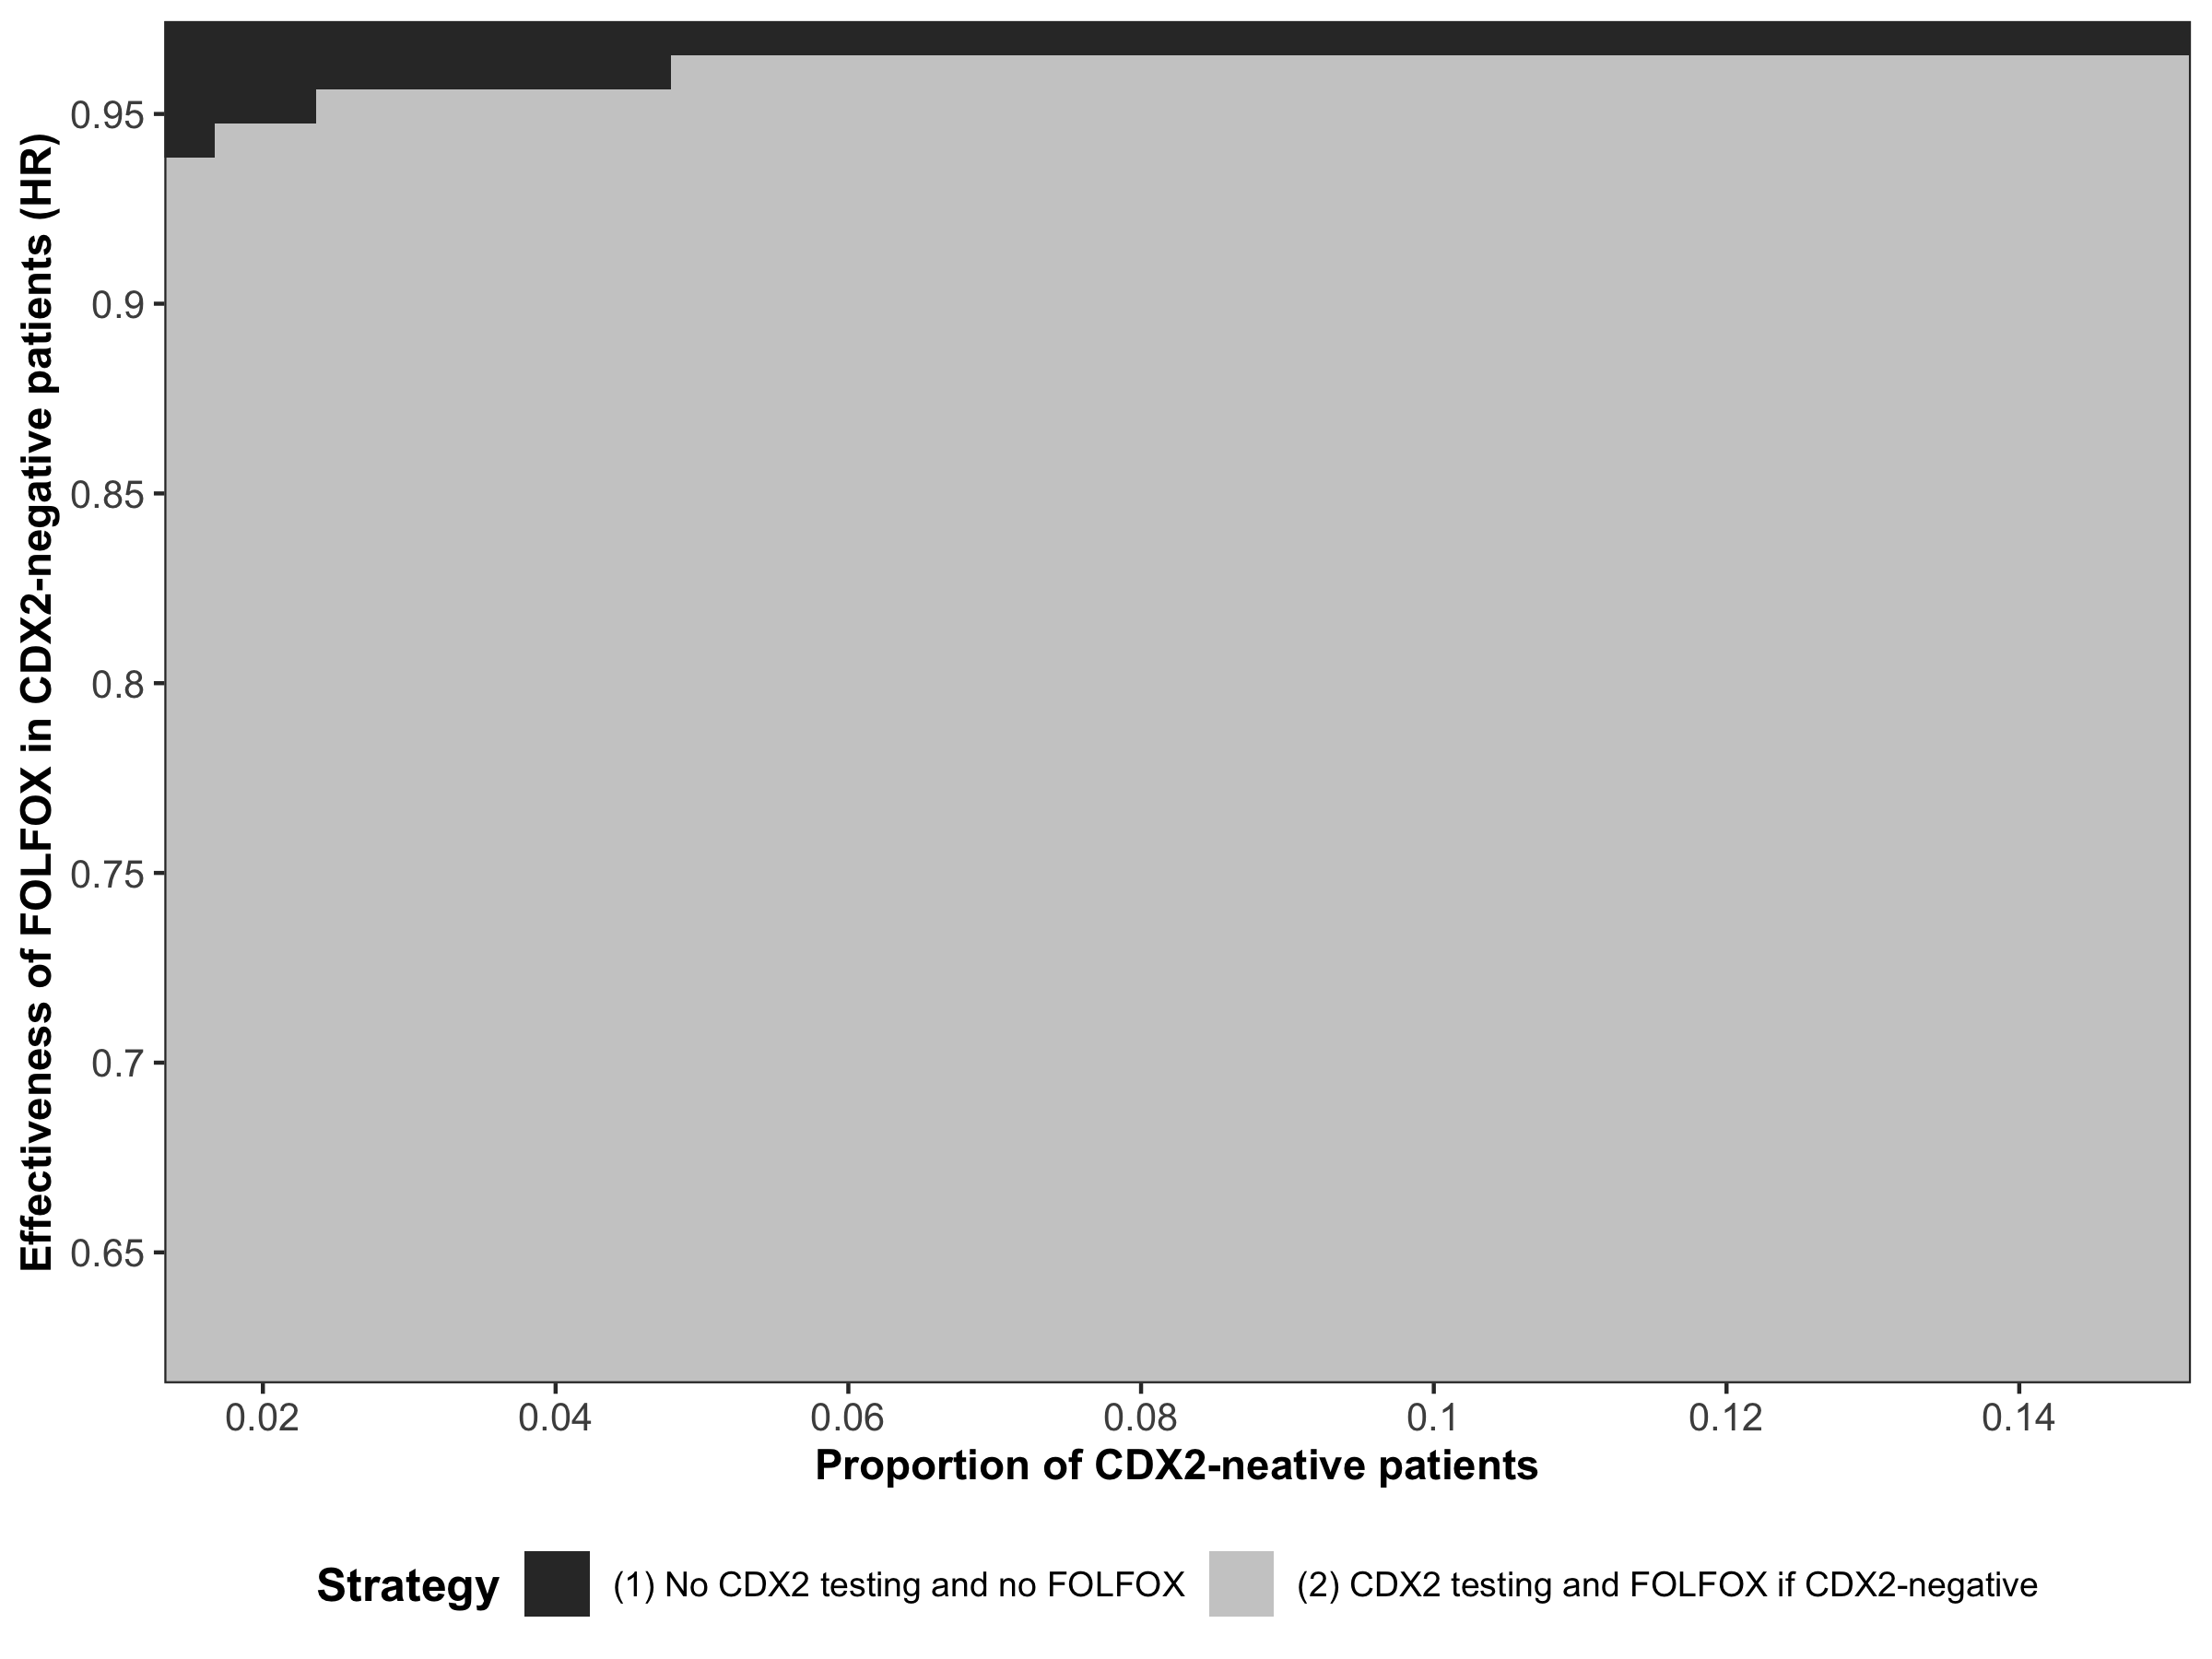 Effectiveness of FOLFOX in CDX2-negative patients (HR)
0.95
0.9
0.85
0.8
0.75
0.7
0.65
0.02 0.04 0.06 0.08 0.1 0.12 0.14
Proportion of CDX2-neative patients
Strategy (1) No CDX2 testing and no FOLFOX (2) CDX2 testing and FOLFOX if CDX2-negative